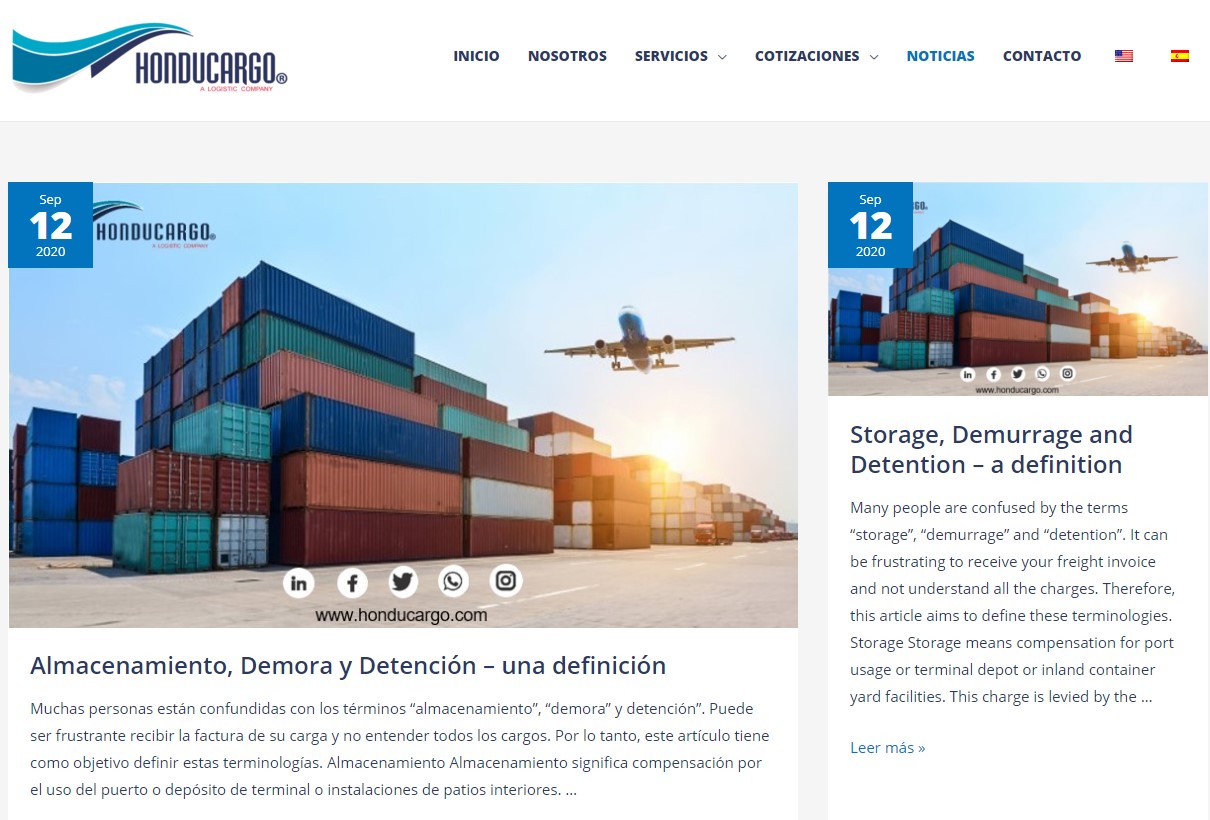 HONDUCARGO®
A LOGISTIC COMPANY
INICIO NOSOTROS SERVICIOS COTIZACIONES NOTICIAS CONTACTO
Sep
12
2020
HONDUCARGO®
A LOGISTIC COMPANY
www.honducargo.com
Almacenamiento, Demora y Detención – una definición
Muchas personas están confundidas con los términos “almacenamiento”, “demora” y detención”. Puede
ser frustrante recibir la factura de su carga y no entender todos los cargos. Por lo tanto, este artículo tiene
como objetivo definir estas terminologías. Almacenamiento Almacenamiento significa compensación por
el uso del puerto o depósito de terminal o instalaciones de patios interiores. …
Sep
12
2020
www.honducargo.com
Storage, Demurrage and
Detention – a definition
Many people are confused by the terms
“storage”, “demurrage” and “detention”. It can
be frustrating to receive your freight invoice
and not understand all the charges. Therefore,
this article aims to define these terminologies.
Storage Storage means compensation for port
usage or terminal depot or inland container
yard facilities. This charge is levied by the …
Leer más »